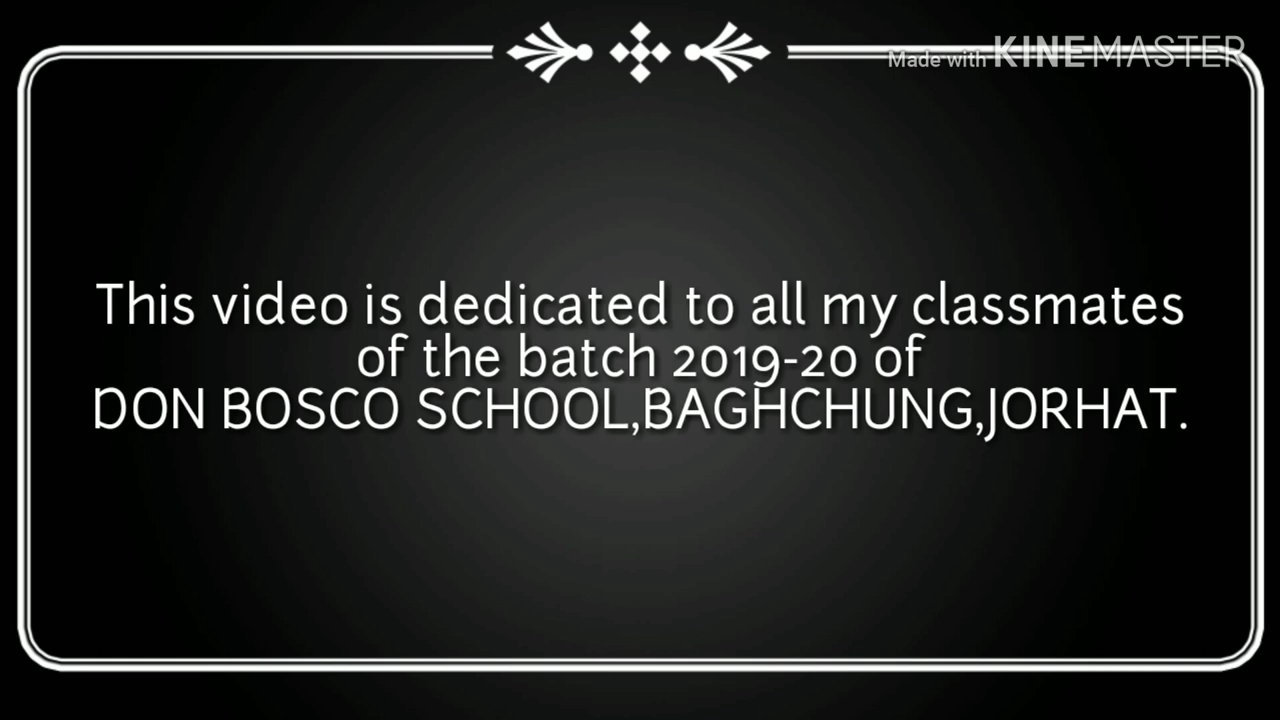 Made with KINEMASTER
This video is dedicated to all my classmates
of the batch 2019-20 of
DON BOSCO SCHOOL,BAGHCHUNG,JORHAT.